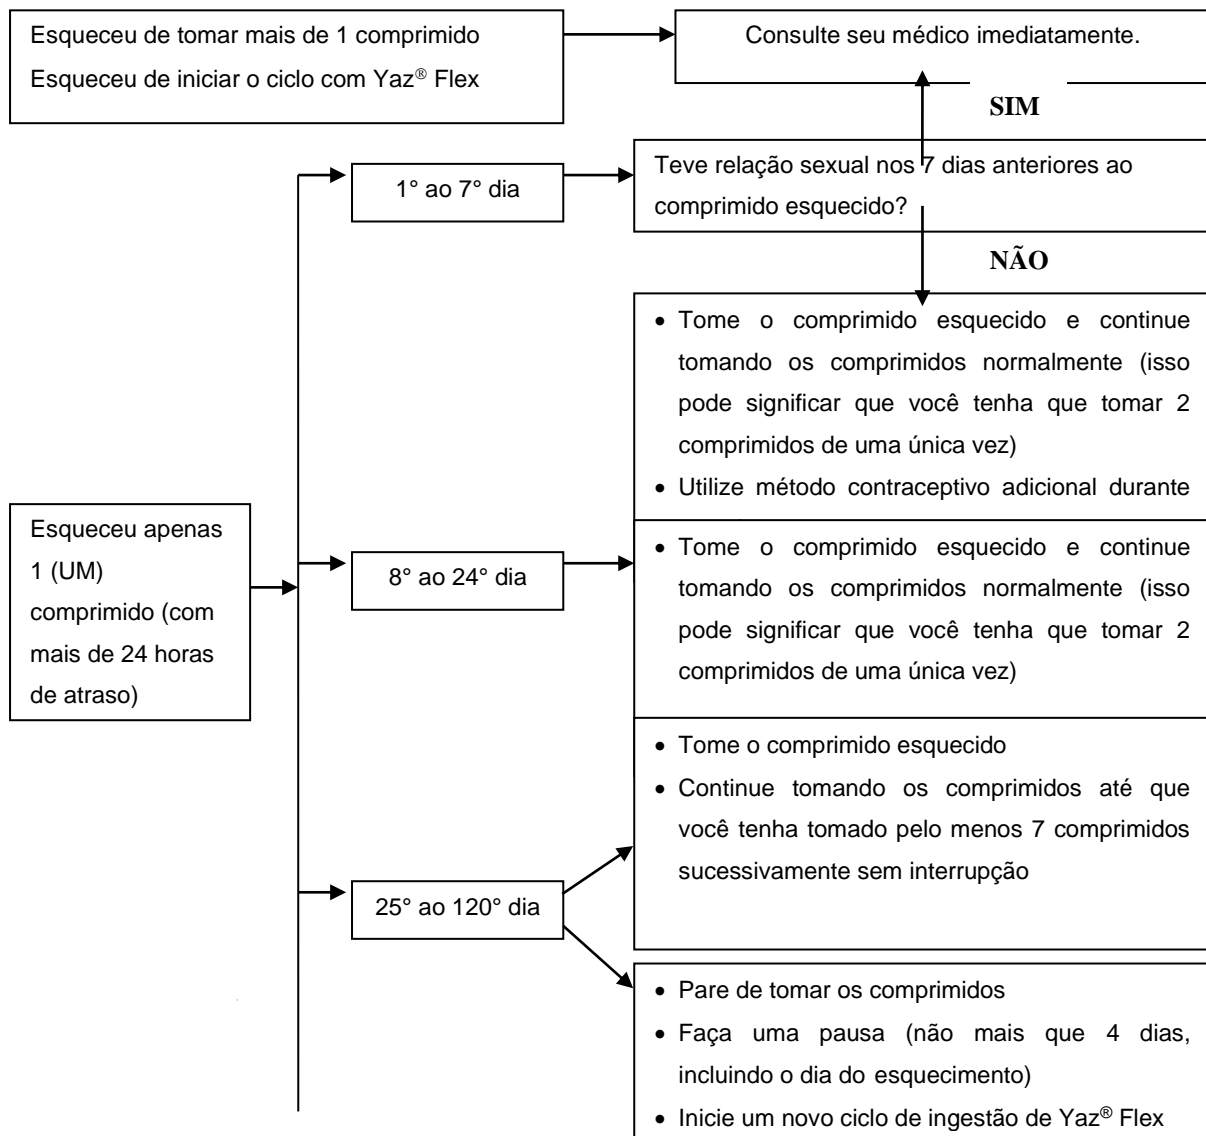 Esqueceu de tomar mais de 1 comprimido
Esqueceu de iniciar o ciclo com Yaz® Flex
Consulte seu médico imediatamente.
SIM
1° ao 7° dia
Teve relação sexual nos 7 dias anteriores ao
comprimido esquecido?
NÃO
• Tome o comprimido esquecido e continue
tomando os comprimidos normalmente (isso
pode significar que você tenha que tomar 2
comprimidos de uma única vez)
• Utilize método contraceptivo adicional durante
Esqueceu apenas
1 (UM)
comprimido (com
mais de 24 horas
de atraso)
8° ao 24° dia
• Tome o comprimido esquecido e continue
tomando os comprimidos normalmente (isso
pode significar que você tenha que tomar 2
comprimidos de uma única vez)
25° ao 120° dia
• Tome o comprimido esquecido
• Continue tomando os comprimidos até que
você tenha tomado pelo menos 7 comprimidos
sucessivamente sem interrupção
• Pare de tomar os comprimidos
• Faça uma pausa (não mais que 4 dias,
incluindo o dia do esquecimento)
• Inicie um novo ciclo de ingestão de Yaz® Flex